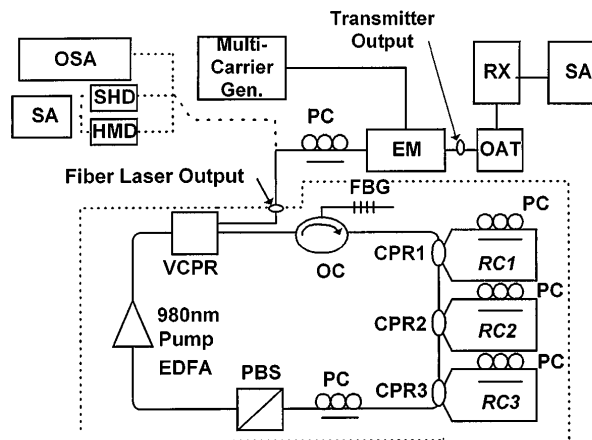 Transmitter
Output
OSA
Multi-
Carrier
Gen.
RX
SA
SHD
SA
HMD
PC
EM
OAT
Fiber Laser Output
FBG
PC
VCPR
OC
CPR1
RC1
PC
980nm
Pump
EDFA
CPR2
RC2
PBS
PC
CPR3
PC
RC3